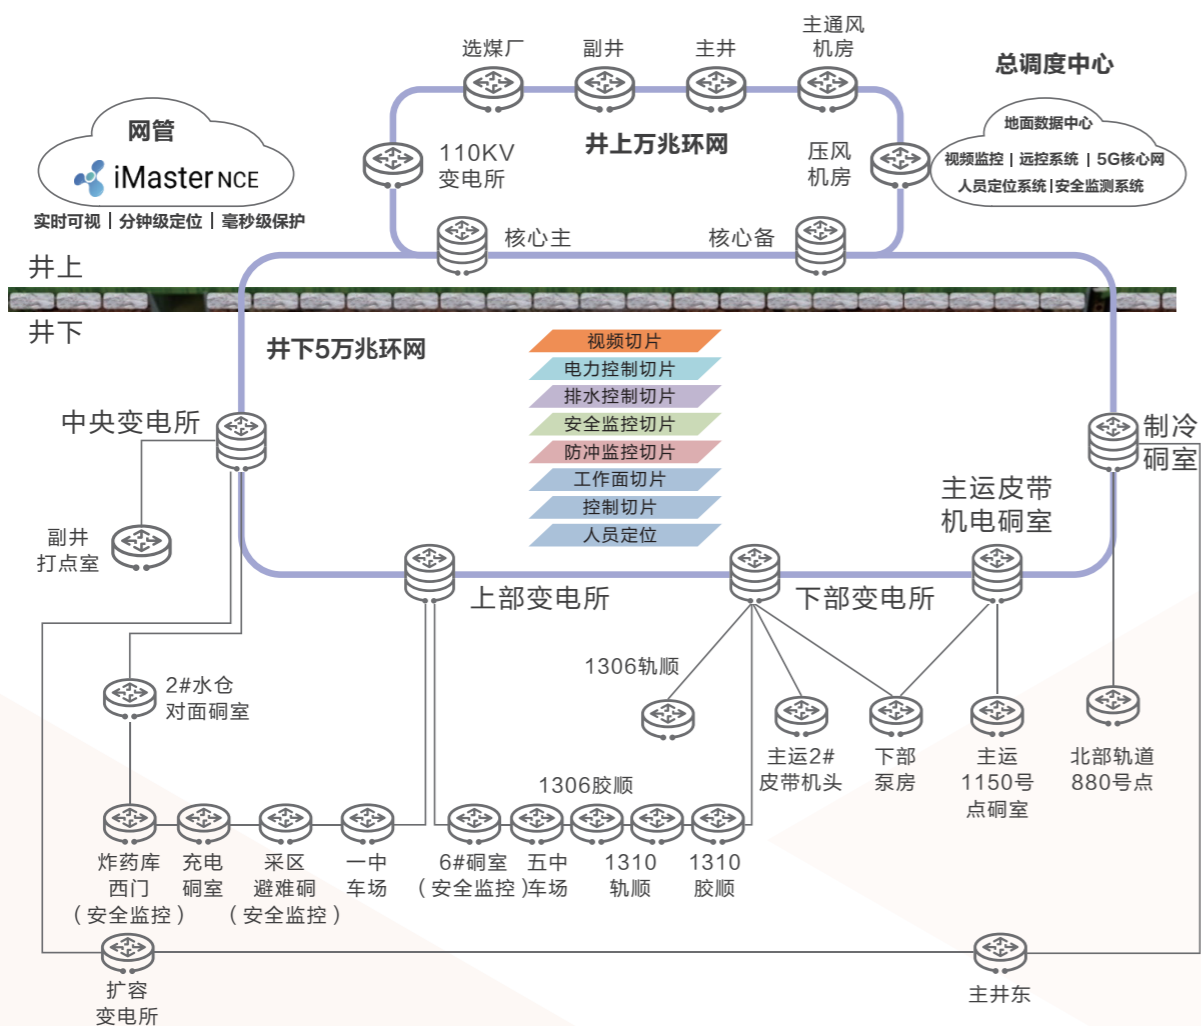 选煤厂
副井
主井
主通风
机房
总调度中心
网管
iMaster NCE
实时可视 | 分钟级定位 | 毫秒级保护
110KV
变电所
井上万兆环网
压风
机房
地面数据中心
视频监控 | 远控系统 | 5G核心网
人员定位系统|安全监测系统
核心主
核心备
井上
井下
井下5万兆环网
视频切片
电力控制切片
排水控制切片
安全监控切片
防冲监控切片
工作面切片
控制切片
人员定位
中央变电所
制冷
硐室
主运皮带
机电硐室
副井
打点室
上部变电所
下部变电所
2#水仓
对面硐室
1306轨顺
主运2#
皮带机头
下部
泵房
主运
1150号
点硐室
北部轨道
880号点
1306胶顺
炸药库
西门
（安全监控）
充电
硐室
采区
避难硐
（安全监控）
一中
车场
6#硐室
（安全监控）
五中
车场
1310
轨顺
1310
胶顺
扩容
变电所
主井东